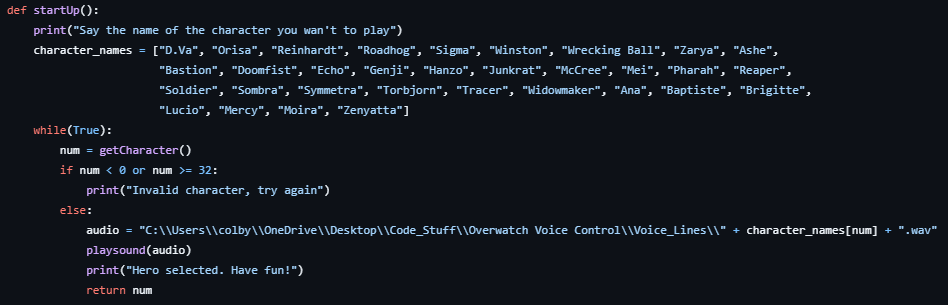 def startUp():
    print("Say the name of the character you wan't to play")
    character_names = ["D.Va", "Orisa", "Reinhardt", "Roadhog", "Sigma", "Winston", "Wrecking Ball", "Zarya", "Ashe",
                       "Bastion", "Doomfist", "Echo", "Genji", "Hanzo", "Junkrat", "McCree", "Mei", "Pharah", "Reaper",
                       "Soldier", "Sombra", "Symmetra", "Torbjorn", "Tracer", "Widowmaker", "Ana", "Baptiste", "Brigitte",
                       "Lucio", "Mercy", "Moira", "Zenyatta"]
    while(True):
        num = getCharacter()
        if num < 0 or num >= 32:
            print("Invalid character, try again")
        else:
            audio = "C:\\Users\\colby\\OneDrive\\Desktop\\Code_Stuff\\Overwatch Voice Control\\Voice_Lines\\" + character_names[num] + ".wav"
            playsound(audio)
            print("Hero selected. Have fun!")
            return num